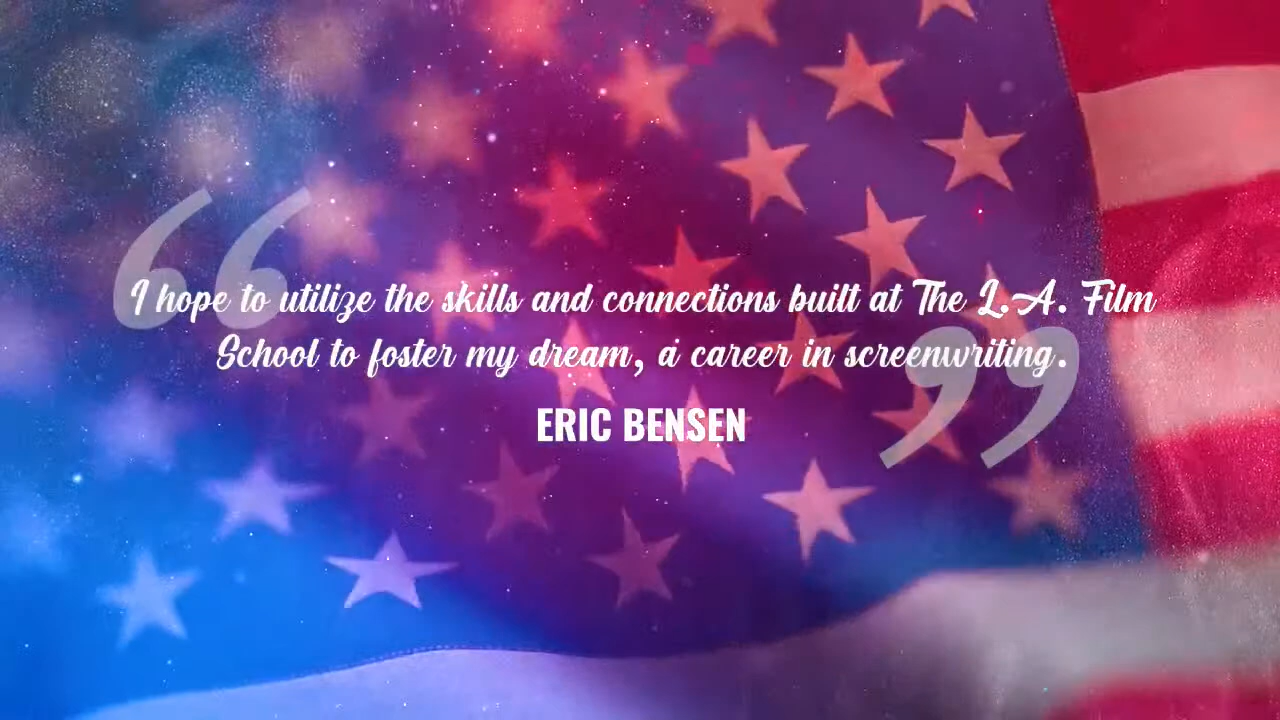 I hope to utilize the skills and connections built at The L.A. Film
School to foster my dream, a career in screenwriting.
ERIC BENSEN